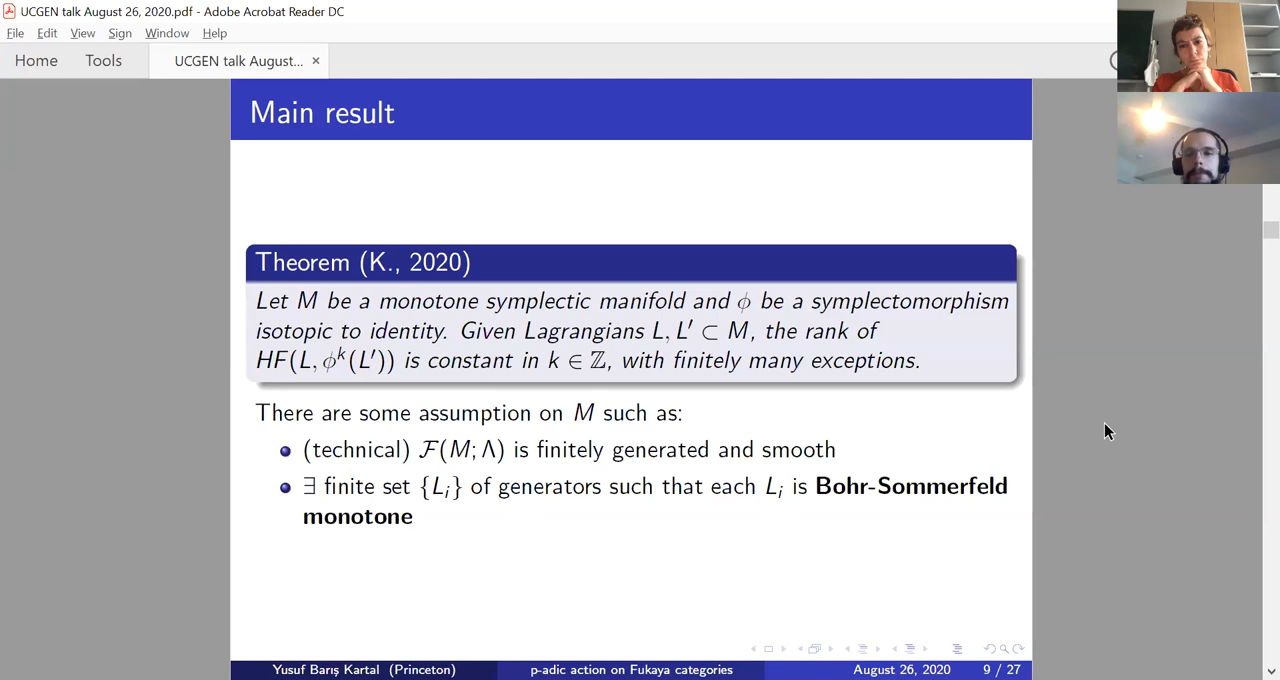 UCGEN talk August 26, 2020.pdf - Adobe Acrobat Reader DC
File Edit View Sign Window Help
Home Tools UCGEN talk August... ×
Main result
Theorem (K., 2020)
Let M be a monotone symplectic manifold and ϕ be a symplectomorphism
isotopic to identity. Given Lagrangians L, L′ ⊂ M, the rank of
HF(L, ϕ^k(L′)) is constant in k ∈ ℤ, with finitely many exceptions.
There are some assumption on M such as:
(technical) ℱ(M; Λ) is finitely generated and smooth
∃ finite set {L_i} of generators such that each L_i is Bohr-Sommerfeld
monotone
Yusuf Barış Kartal (Princeton) p-adic action on Fukaya categories August 26, 2020 9 / 27